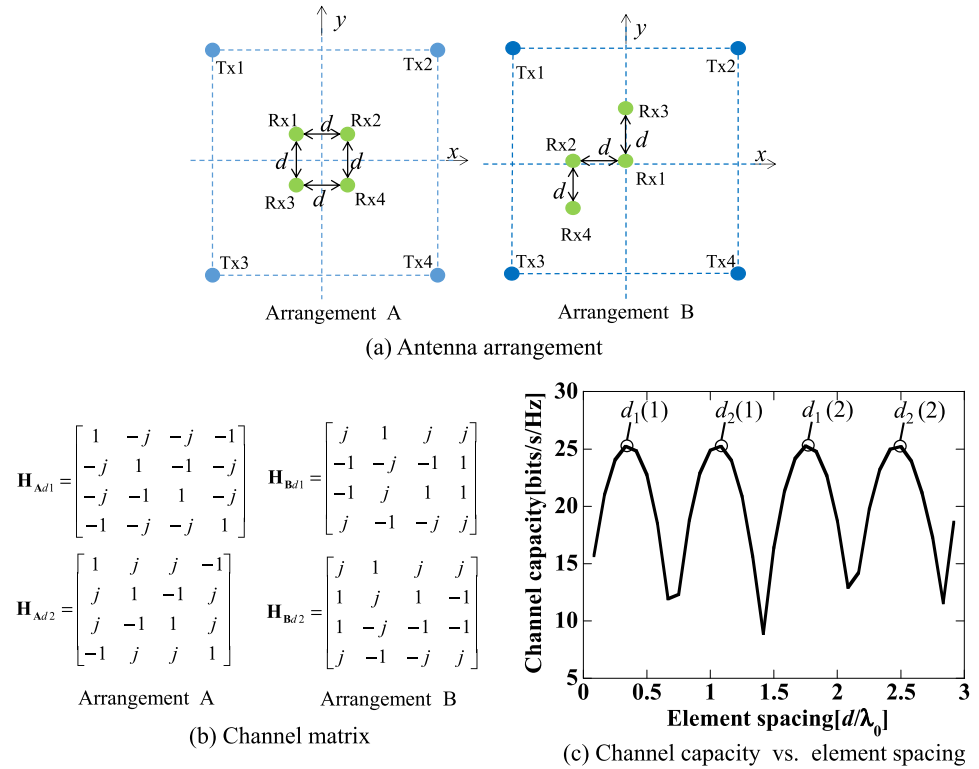 y
Tx1 Tx2
Rx1 d Rx2
d d x
Rx3 d Rx4
Tx3 Tx4
Arrangement A
y
Tx1 Tx2
Rx3
Rx2 d d x
Rx1
d
Rx4
Tx3 Tx4
Arrangement B
(a) Antenna arrangement
H_Ad1 =
1 -j -j -1
-j 1 -1 -j
-j -1 1 -j
-1 -j -j 1
H_Ad2 =
1 j j -1
j 1 -1 j
j -1 1 j
-1 j j 1
Arrangement A
H_Bd1 =
j 1 j j
-1 -j -1 1
-1 j 1 1
j -1 -j j
H_Bd2 =
j 1 j j
1 j 1 -1
1 -j -1 -1
j -1 -j j
Arrangement B
(b) Channel matrix
Channel capacity[bits/s/Hz]
30
25
20
15
10
5
d₁(1) d₂(1) d₁(2) d₂(2)
0 0.5 1 1.5 2 2.5 3
Element spacing[d/λ₀]
(c) Channel capacity vs. element spacing